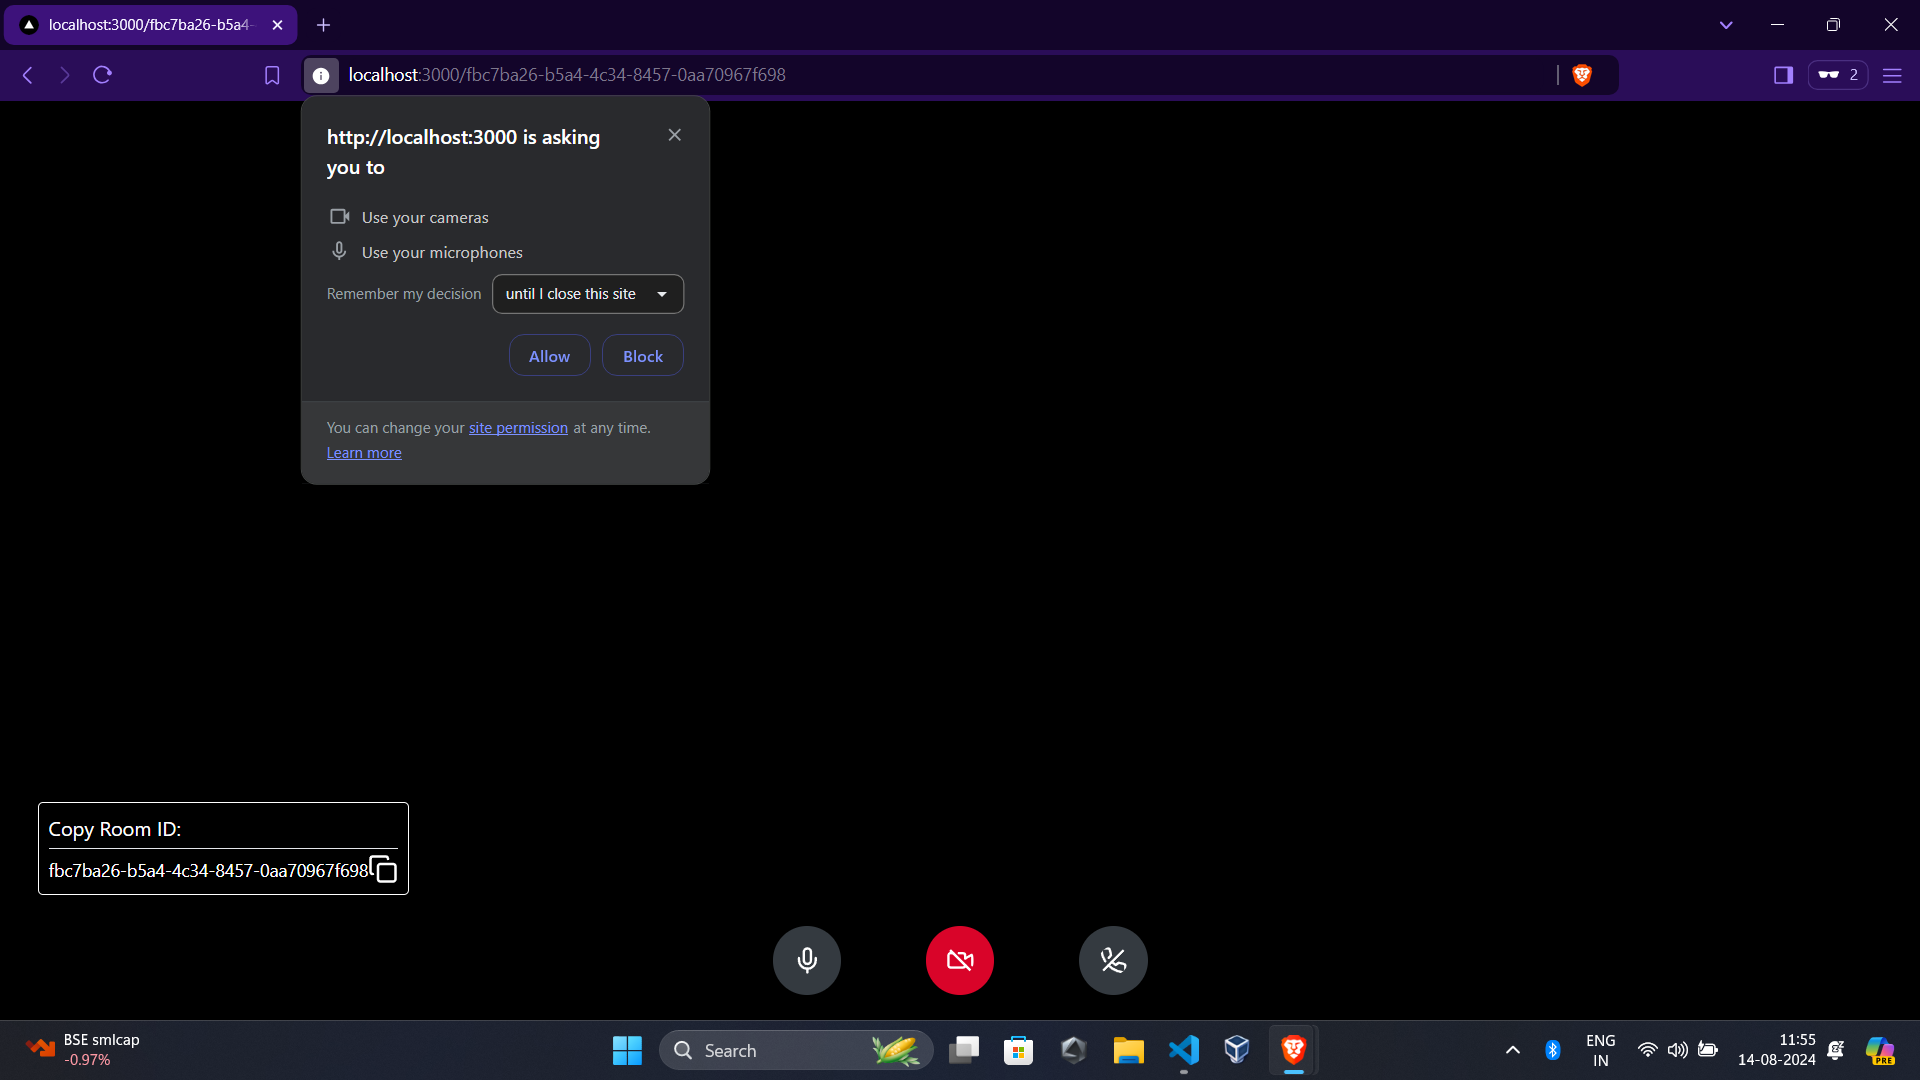 localhost:3000/fbc7ba26-b5a4-
localhost:3000/fbc7ba26-b5a4-4c34-8457-0aa70967f698
2
http://localhost:3000 is asking
you to
Use your cameras
Use your microphones
Remember my decision until I close this site
Allow Block
You can change your site permission at any time.
Learn more
Copy Room ID:
fbc7ba26-b5a4-4c34-8457-0aa70967f698
BSE smlcap
-0.97%
Search
ENG
IN
11:55
14-08-2024
PRE